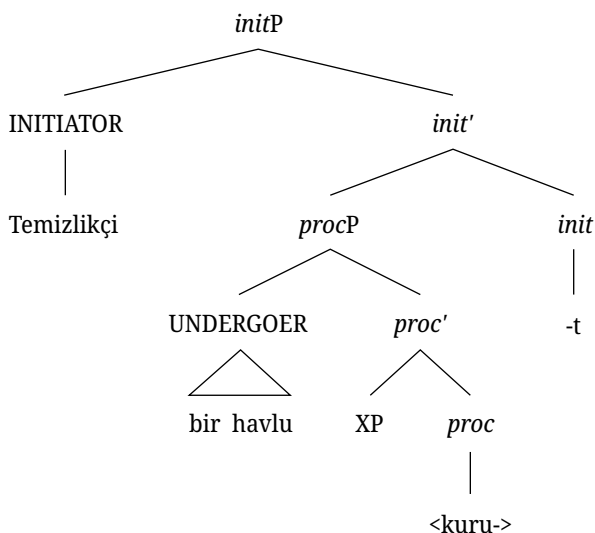 initP
INITIATOR init'
Temizlikçi procP init
UNDERGOER proc' -t
bir havlu XP proc
<kuru->